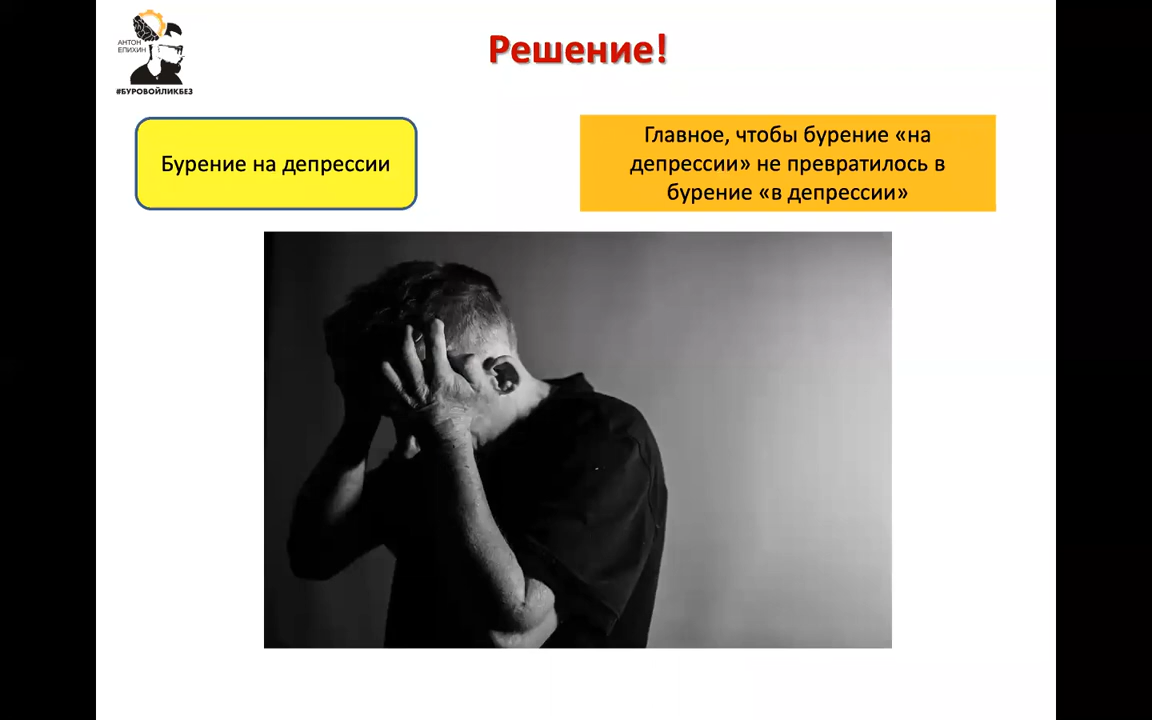 АНТОН
ЕПИХИН
#БУРОВОЙЛИКБЕЗ
Решение!
Бурение на депрессии
Главное, чтобы бурение «на
депрессии» не превратилось в
бурение «в депрессии»